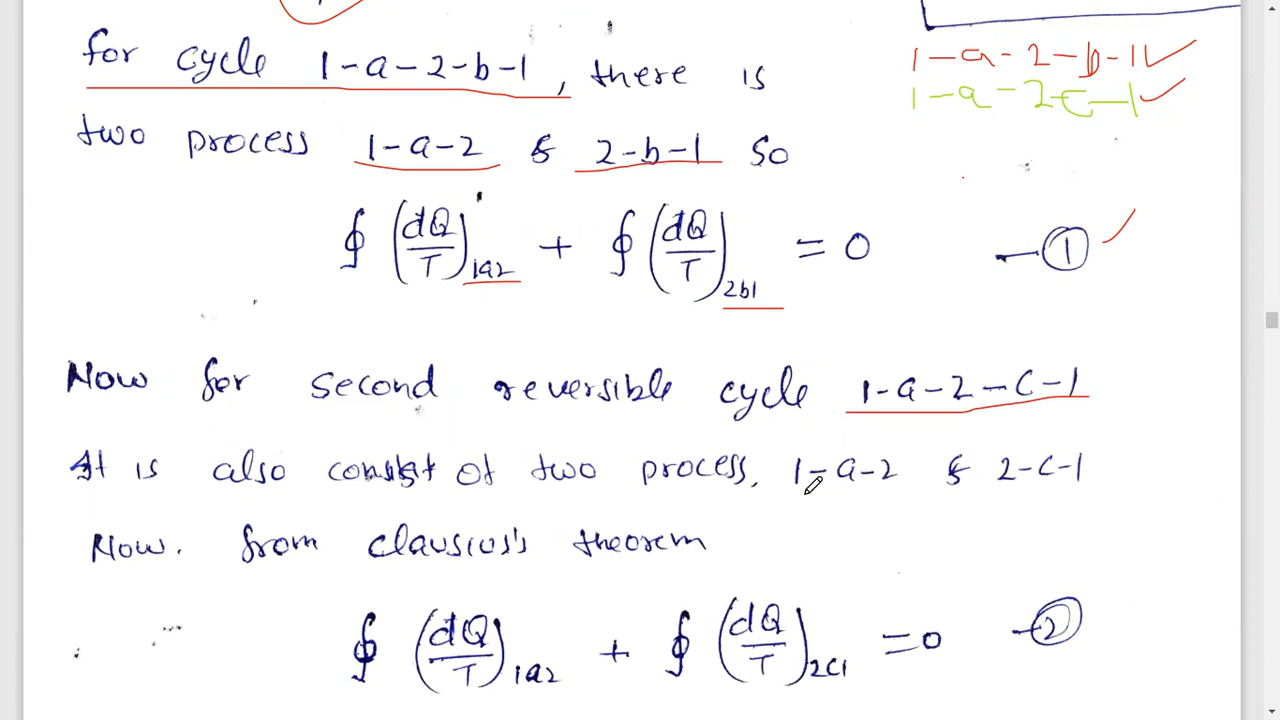 for cycle 1-a-2-b-1, there is
1-a-2-b-1✓
1-a-2-c-1✓
two process 1-a-2 & 2-b-1 so
∮(dQ/T)1a2 + ∮(dQ/T)2b1 = 0 —①✓
Now for second reversible cycle 1-a-2-c-1
It is also consist of two process, 1-a-2 & 2-c-1
Now. from clausius's theorem
∮(dQ/T)1a2 + ∮(dQ/T)2c1 = 0 —②